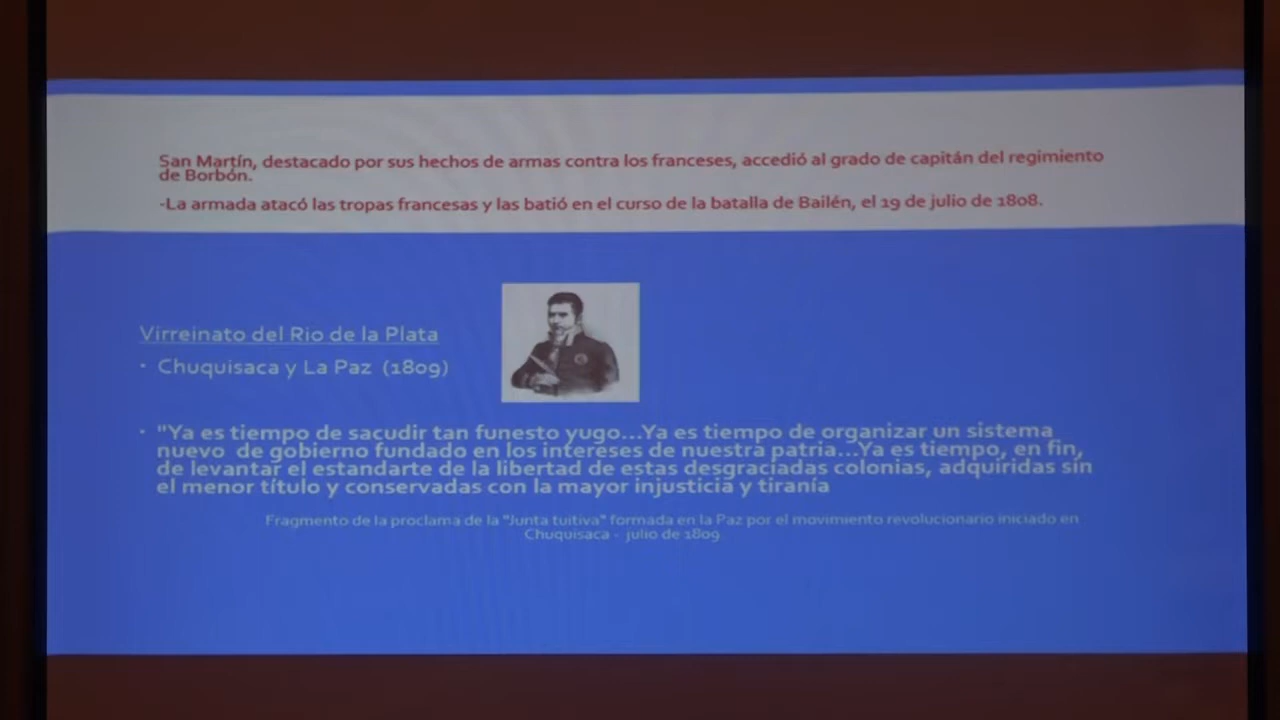 San Martín, destacado por sus hechos de armas contra los franceses, accedió al grado de capitán del regimiento
de Borbón.
-La armada atacó las tropas francesas y las batió en el curso de la batalla de Bailén, el 19 de julio de 1808.
Virreinato del Rio de la Plata
• Chuquisaca y La Paz (1809)
• "Ya es tiempo de sacudir tan funesto yugo...Ya es tiempo de organizar un sistema
nuevo de gobierno fundado en los intereses de nuestra patria...Ya es tiempo, en fin,
de levantar el estandarte de la libertad de estas desgraciadas colonias, adquiridas sin
el menor título y conservadas con la mayor injusticia y tiranía
Fragmento de la proclama de la "Junta tuitiva" formada en la Paz por el movimiento revolucionario iniciado en
Chuquisaca - julio de 1809